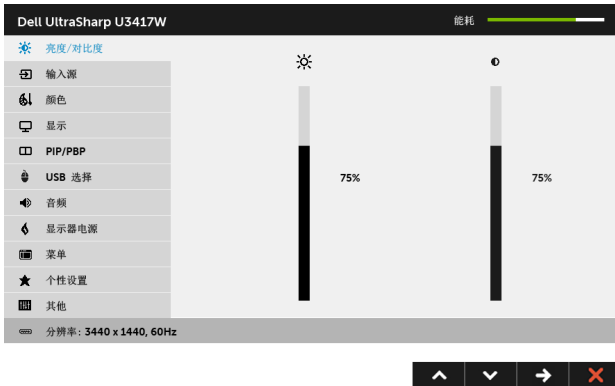 Dell UltraSharp U3417W
能耗
亮度/对比度
输入源
颜色
显示
PIP/PBP
USB 选择
音频
显示器电源
菜单
个性设置
其他
75%
75%
分辨率: 3440 x 1440, 60Hz